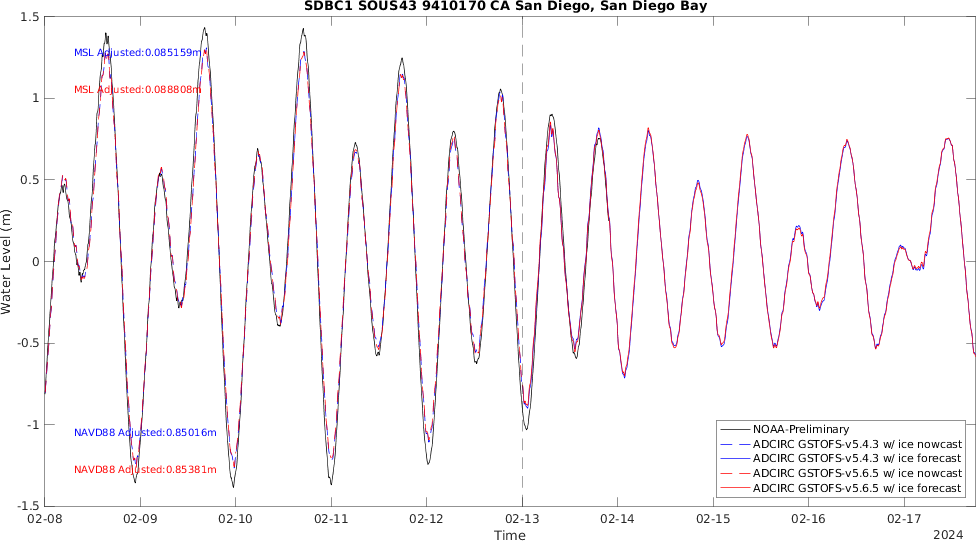 SDBC1 SOUS43 9410170 CA San Diego, San Diego Bay
1.5
1
0.5
0
-0.5
-1
-1.5
Water Level (m)
MSL Adjusted:0.085159m
MSL Adjusted:0.088808m
NAVD88 Adjusted:0.85016m
NAVD88 Adjusted:0.85381m
NOAA-Preliminary
ADCIRC GSTOFS-v5.4.3 w/ ice nowcast
ADCIRC GSTOFS-v5.4.3 w/ ice forecast
ADCIRC GSTOFS-v5.6.5 w/ ice nowcast
ADCIRC GSTOFS-v5.6.5 w/ ice forecast
02-08 02-09 02-10 02-11 02-12 02-13 02-14 02-15 02-16 02-17
Time
2024